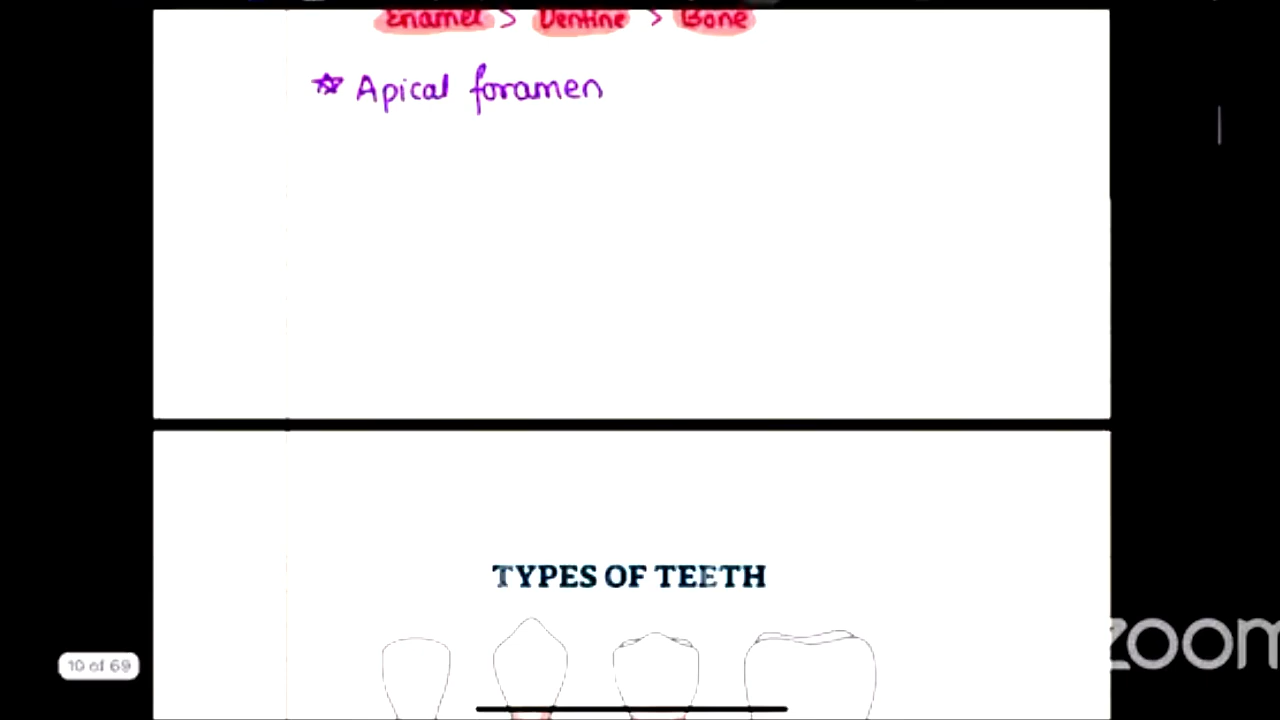 Enamel > Dentine > Bone
☆ Apical foramen
TYPES OF TEETH
10 of 69
zoom